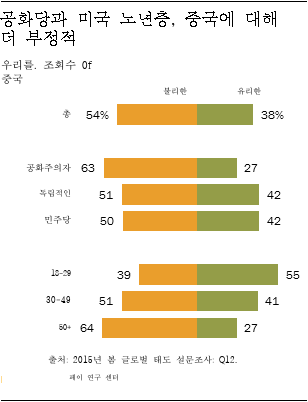 공화당과 미국 노년층, 중국에 대해
더 부정적
우리를. 조회수 0f
중국
불리한 유리한
총 54% 38%
공화주의자 63 27
독립적인 51 42
민주당 50 42
18-29 39 55
30-49 51 41
50+ 64 27
출처: 2015년 봄 글로벌 태도 설문조사: Q12.
퓨이 연구 센터